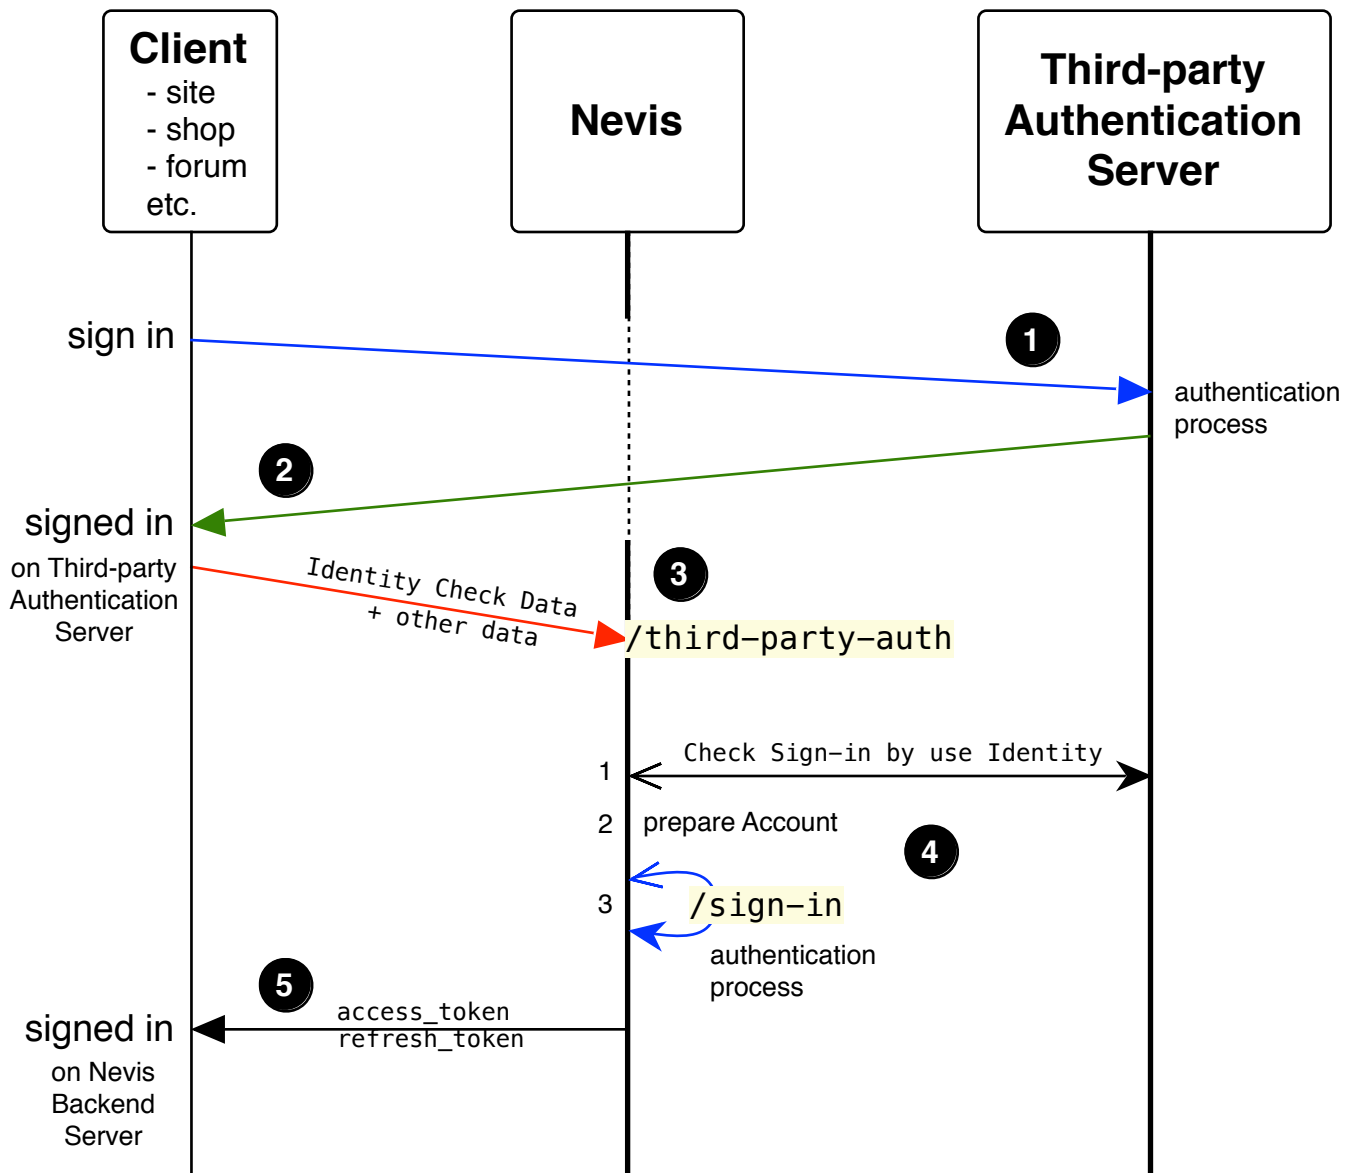 Client
- site
- shop
- forum
etc.
Nevis
Third-party
Authentication
Server
sign in
1
authentication
process
2
signed in
on Third-party
Authentication
Server
Identity Check Data
+ other data
3
/third-party-auth
1
Check Sign-in by use Identity
2
prepare Account
4
3
/sign-in
authentication
process
5
access_token
refresh_token
signed in
on Nevis
Backend
Server